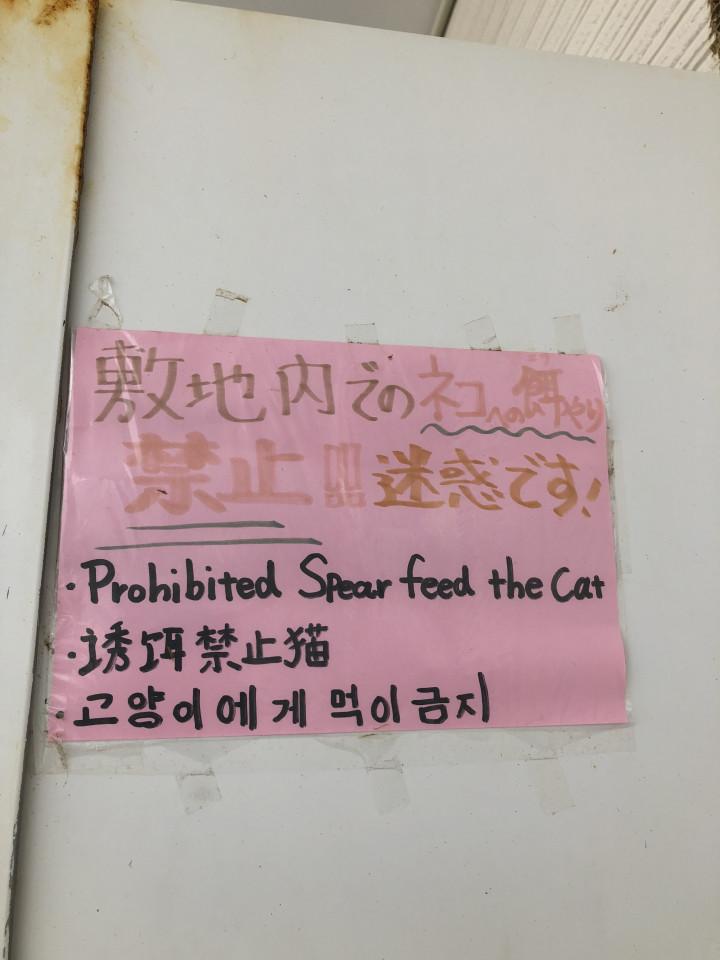 敷地内でのネコへの餌やり
禁止!!迷惑です!
・Prohibited Spear feed the Cat
・诱饵禁止猫
・고양이에게 먹이금지